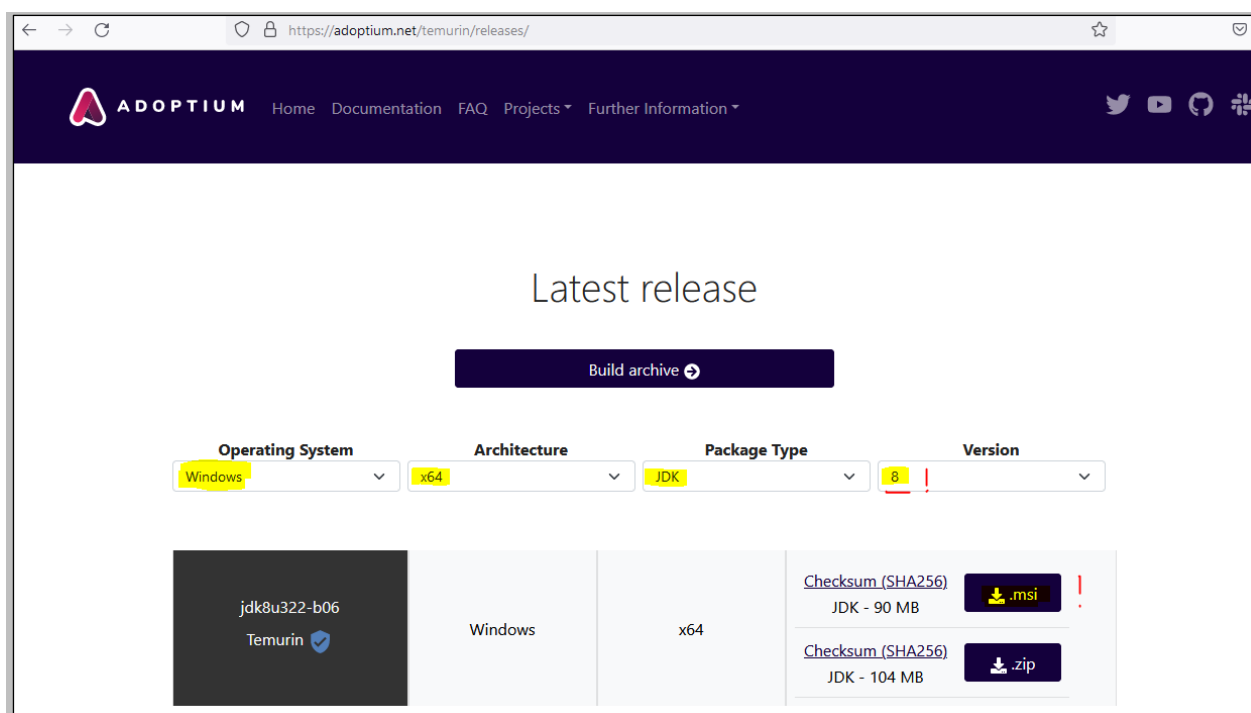 https://adoptium.net/temurin/releases/
ADOPTIUM Home Documentation FAQ Projects Further Information
Latest release
Build archive
Operating System Architecture Package Type Version
Windows x64 JDK 8 !
jdk8u322-b06
Temurin
Windows
x64
Checksum (SHA256)
JDK - 90 MB
.msi !
Checksum (SHA256)
JDK - 104 MB
.zip